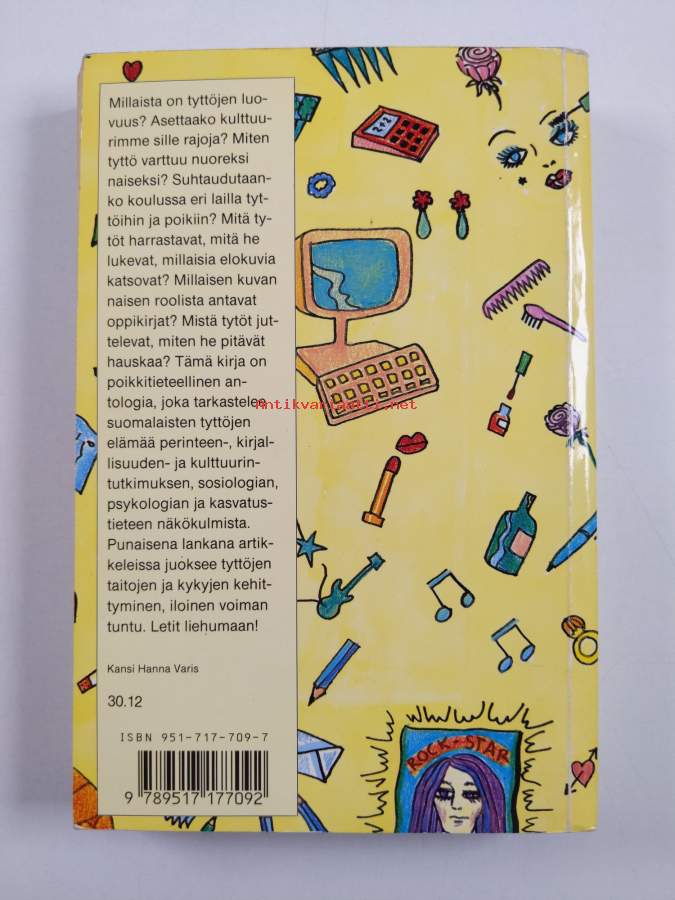 Millaista on tyttöjen luo-
vuus? Asettaako kulttuu-
rimme sille rajoja? Miten
tyttö varttuu nuoreksi
naiseksi? Suhtaudutaan-
ko koulussa eri lailla tyt-
töihin ja poikiin? Mitä ty-
töt harrastavat, mitä he
lukevat, millaisia elokuvia
katsovat? Millaisen kuvan
naisen roolista antavat
oppikirjat? Mistä tytöt jut-
televat, miten he pitävät
hauskaa? Tämä kirja on
poikkitieteellinen an-
tologia, joka tarkastelee
suomalaisten tyttöjen
elämää perinteen-, kirjal-
lisuuden- ja kulttuurin-
tutkimuksen, sosiologian,
psykologian ja kasvatus-
tieteen näkökulmista.
Punaisena lankana artik-
keleissa juoksee tyttöjen
taitojen ja kykyjen kehit-
tyminen, iloinen voiman
tuntu. Letit liehumaan!
Kansi Hanna Varis
30.12
ISBN 951-717-709-7
9 789517 177092
2+2
Antikvariaatti.net
ROCK-STAR